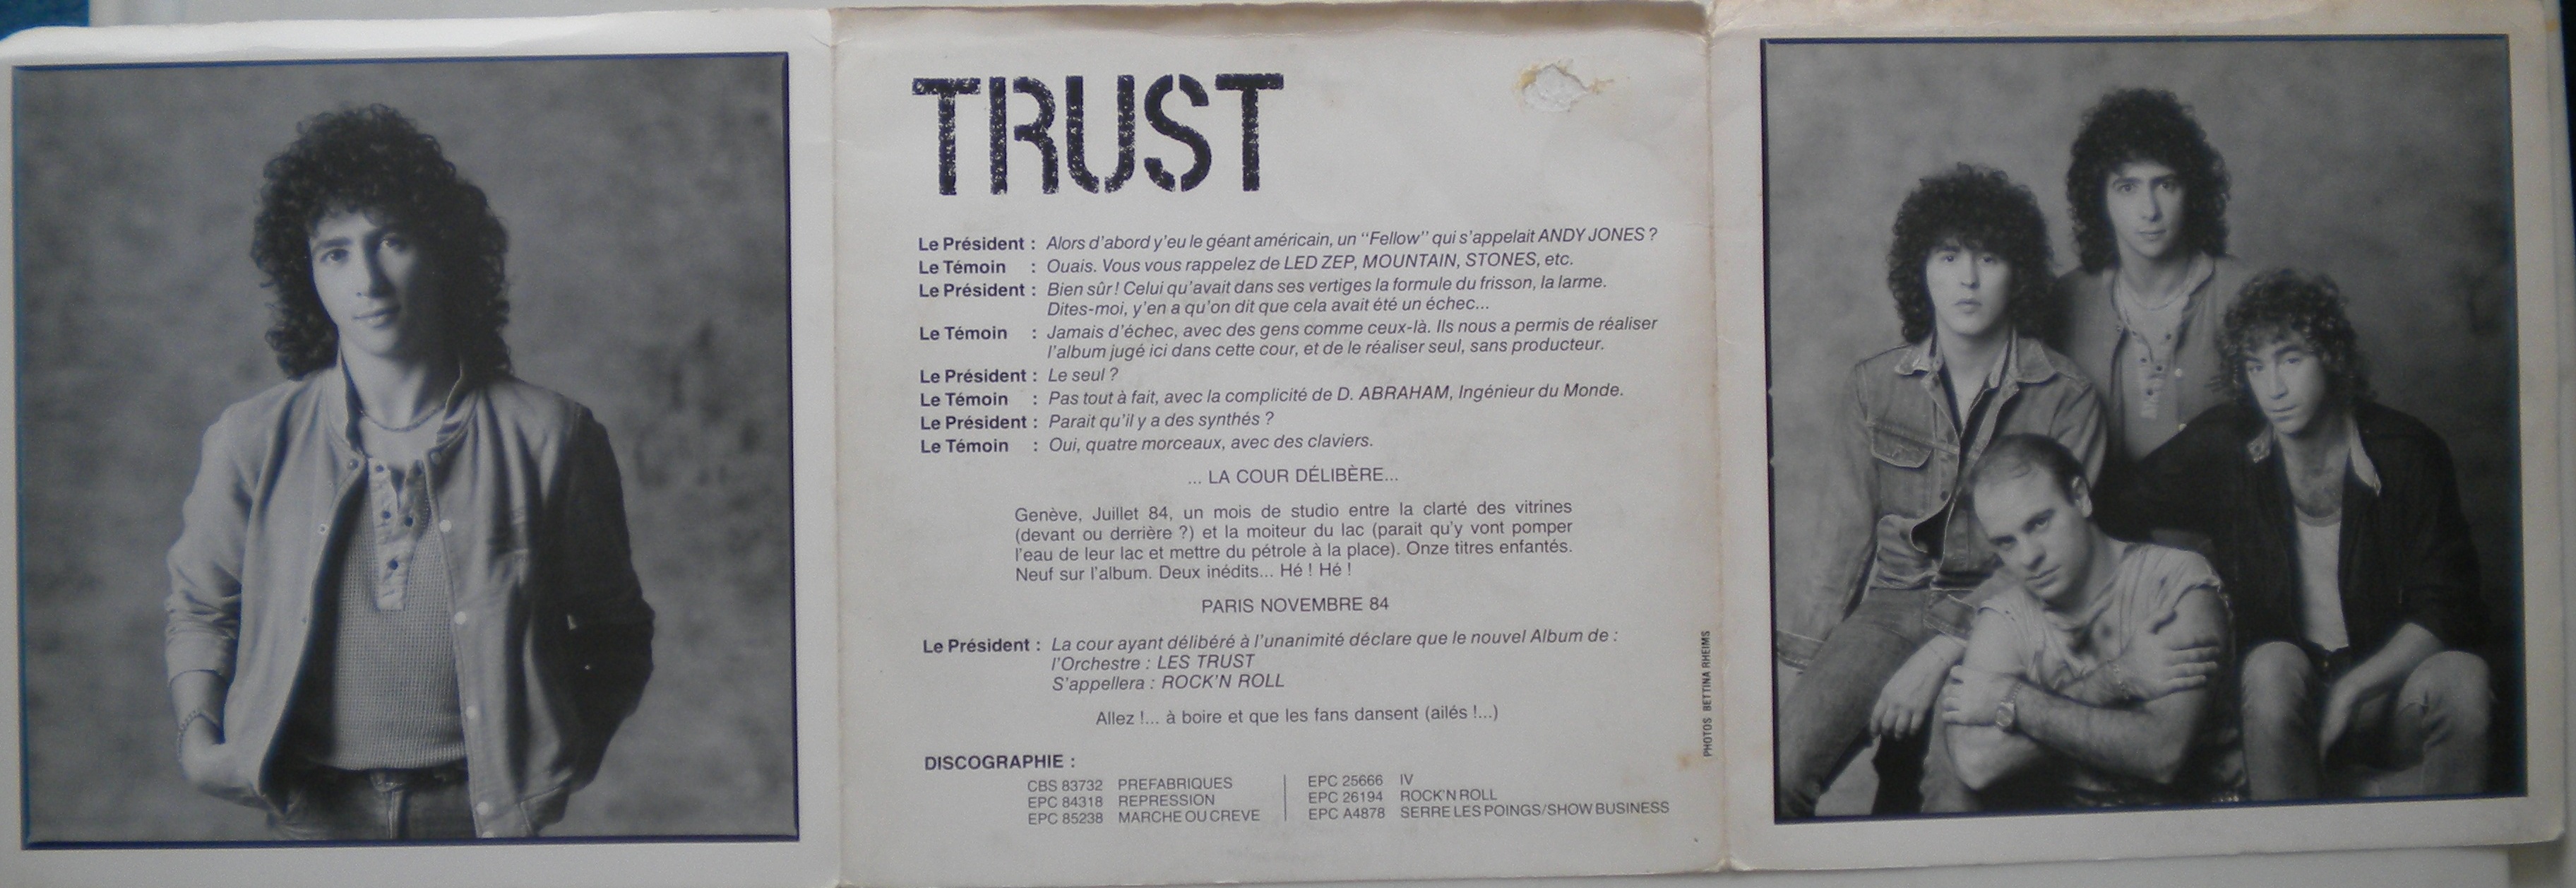 TRUST
Le Président : Alors d'abord y'eu le géant américain, un "Fellow" qui s'appelait ANDY JONES ?
Le Témoin : Ouais. Vous vous rappelez de LED ZEP, MOUNTAIN, STONES, etc.
Le Président : Bien sûr ! Celui qu'avait dans ses vertiges la formule du frisson, la larme.
Dites-moi, y'en a qu'on dit que cela avait été un échec...
Le Témoin : Jamais d'échec, avec des gens comme ceux-là. Ils nous a permis de réaliser
l'album jugé ici dans cette cour, et de le réaliser seul, sans producteur.
Le Président : Le seul ?
Le Témoin : Pas tout à fait, avec la complicité de D. ABRAHAM, Ingénieur du Monde.
Le Président : Parait qu'il y a des synthés ?
Le Témoin : Oui, quatre morceaux, avec des claviers.
... LA COUR DÉLIBÈRE...
Genève, Juillet 84, un mois de studio entre la clarté des vitrines
(devant ou derrière ?) et la moiteur du lac (parait qu'y vont pomper
l'eau de leur lac et mettre du pétrole à la place). Onze titres enfantés.
Neuf sur l'album. Deux inédits... Hé ! Hé !
PARIS NOVEMBRE 84
Le Président : La cour ayant délibéré à l'unanimité déclare que le nouvel Album de :
l'Orchestre : LES TRUST
S'appellera : ROCK'N ROLL
Allez !... à boire et que les fans dansent (ailés !...)
DISCOGRAPHIE :
CBS 83732 PREFABRIQUES
EPC 84318 REPRESSION
EPC 85238 MARCHE OU CREVE
EPC 25666 IV
EPC 26194 ROCK'N ROLL
EPC A4878 SERRE LES POINGS/SHOW BUSINESS
PHOTOS BETTINA RHEIMS